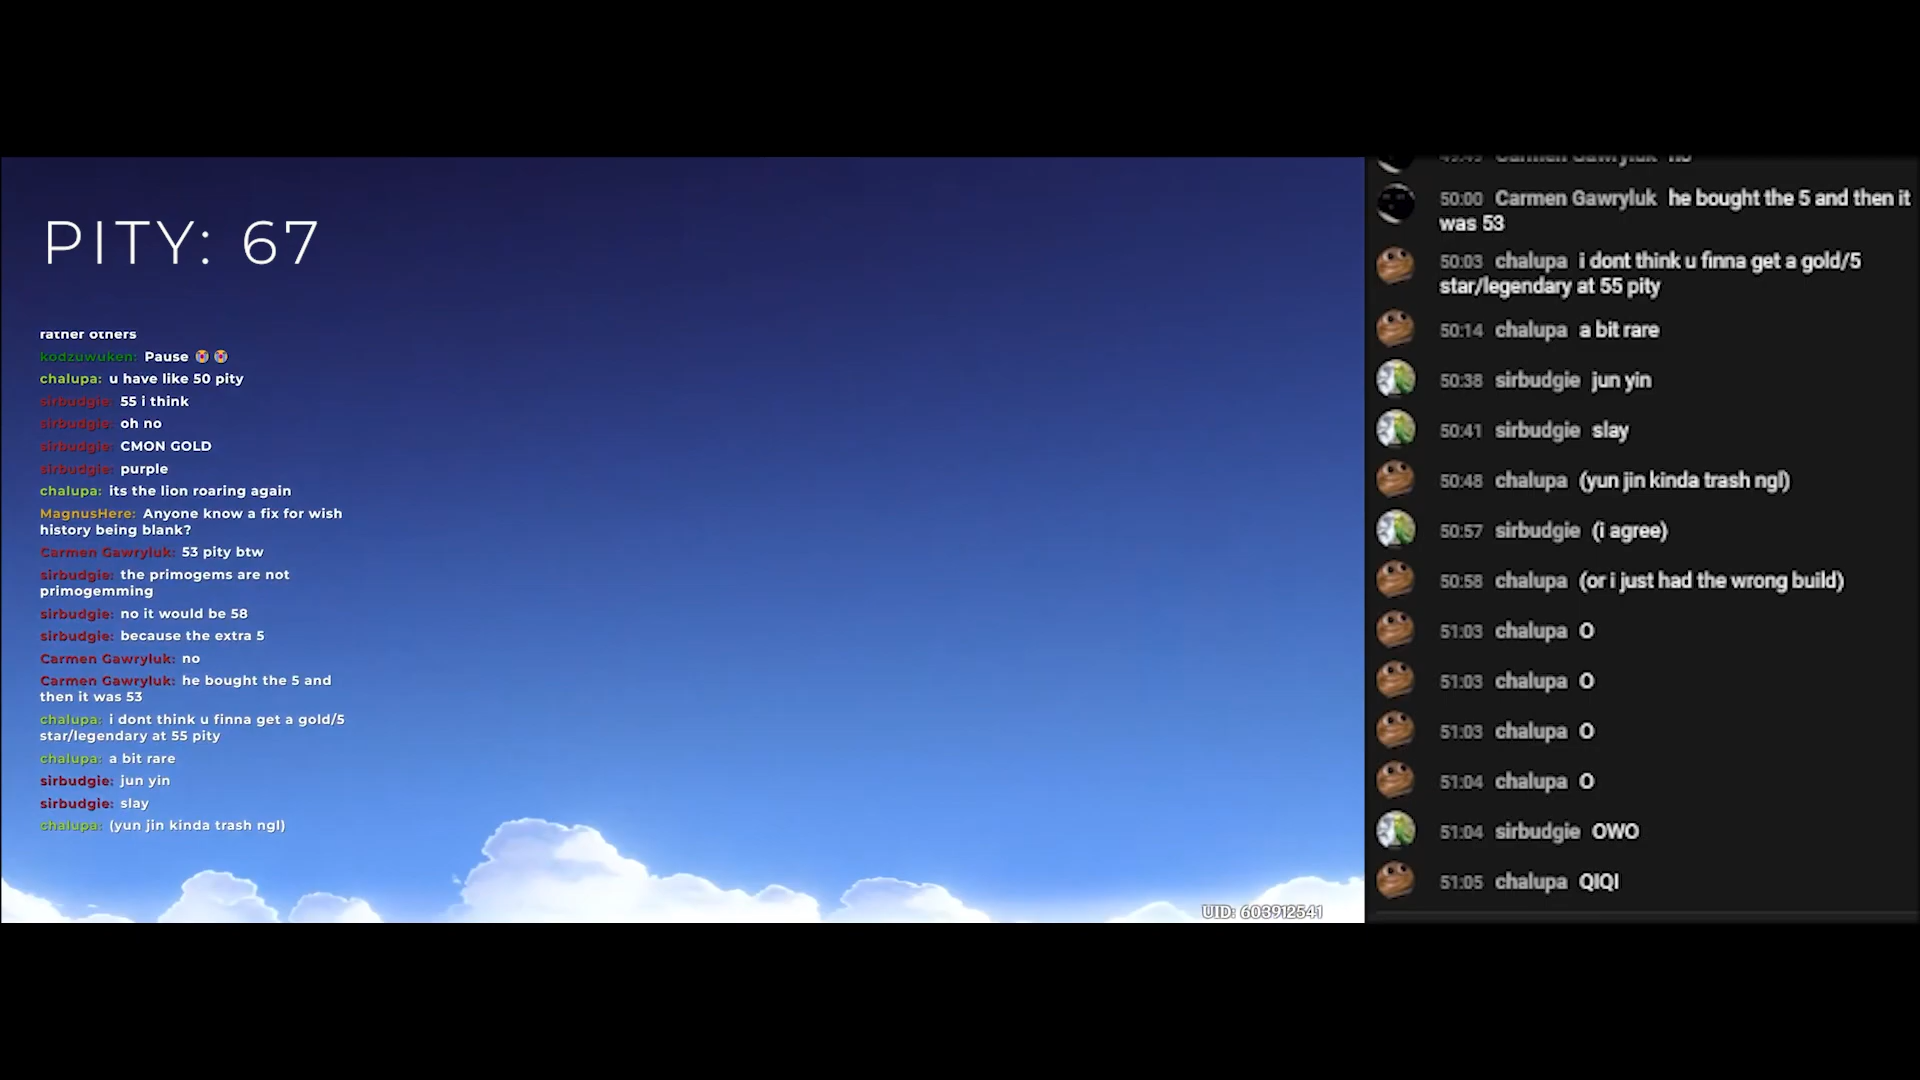 PITY: 67
rather others
kodzuwuken: Pause
chalupa: u have like 50 pity
sirbudgie: 55 i think
sirbudgie: oh no
sirbudgie: CMON GOLD
sirbudgie: purple
chalupa: its the lion roaring again
MagnusHere: Anyone know a fix for wish
history being blank?
Carmen Gawryluk: 53 pity btw
sirbudgie: the primogems are not
primogemming
sirbudgie: no it would be 58
sirbudgie: because the extra 5
Carmen Gawryluk: no
Carmen Gawryluk: he bought the 5 and
then it was 53
chalupa: i dont think u finna get a gold/5
star/legendary at 55 pity
chalupa: a bit rare
sirbudgie: jun yin
sirbudgie: slay
chalupa: (yun jin kinda trash ngl)
UID: 603912541
49:49 Carmen Gawryluk no
50:00 Carmen Gawryluk he bought the 5 and then it
was 53
50:03 chalupa i dont think u finna get a gold/5
star/legendary at 55 pity
50:14 chalupa a bit rare
50:38 sirbudgie jun yin
50:41 sirbudgie slay
50:48 chalupa (yun jin kinda trash ngl)
50:57 sirbudgie (i agree)
50:58 chalupa (or i just had the wrong build)
51:03 chalupa O
51:03 chalupa O
51:03 chalupa O
51:04 chalupa O
51:04 sirbudgie OWO
51:05 chalupa QIQI